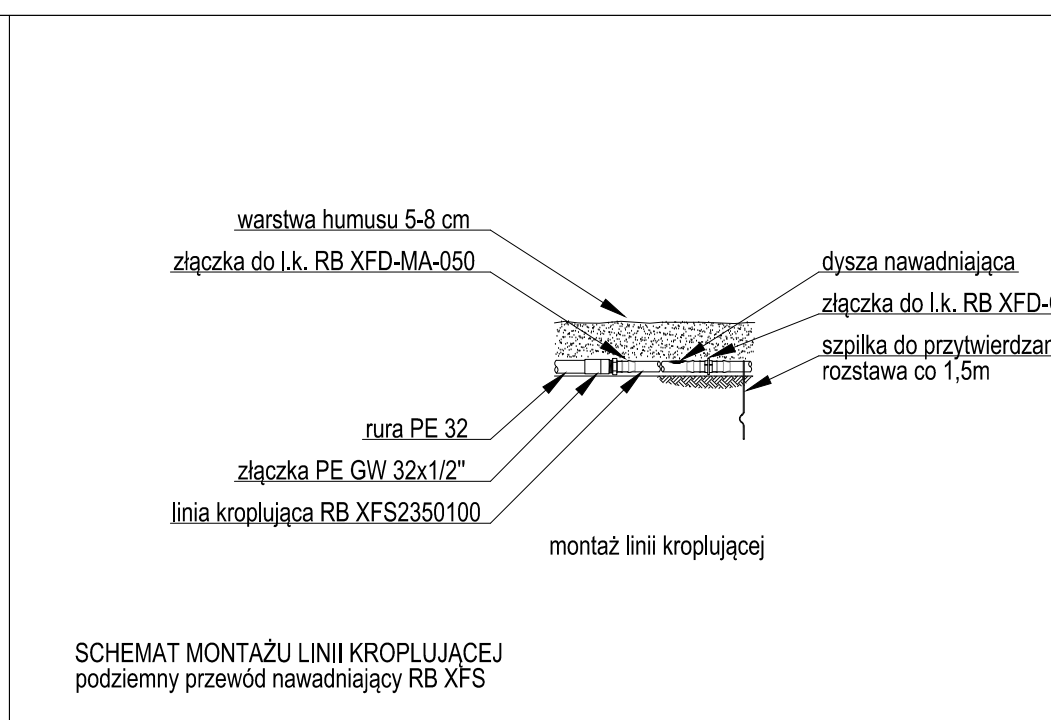 warstwa humusu 5-8 cm
złączka do l.k. RB XFD-MA-050
dysza nawadniająca
złączka do l.k. RB XFD-
szpilka do
rozstawa co 1,5m
rura PE 32
złączka PE GW 32x1/2"
linia kroplująca RB XFS2350100
montaż linii kroplującej
SCHEMAT MONTAŻU LINII KROPLUJĄCEJ
podziemny przewód nawadniający RB XFS